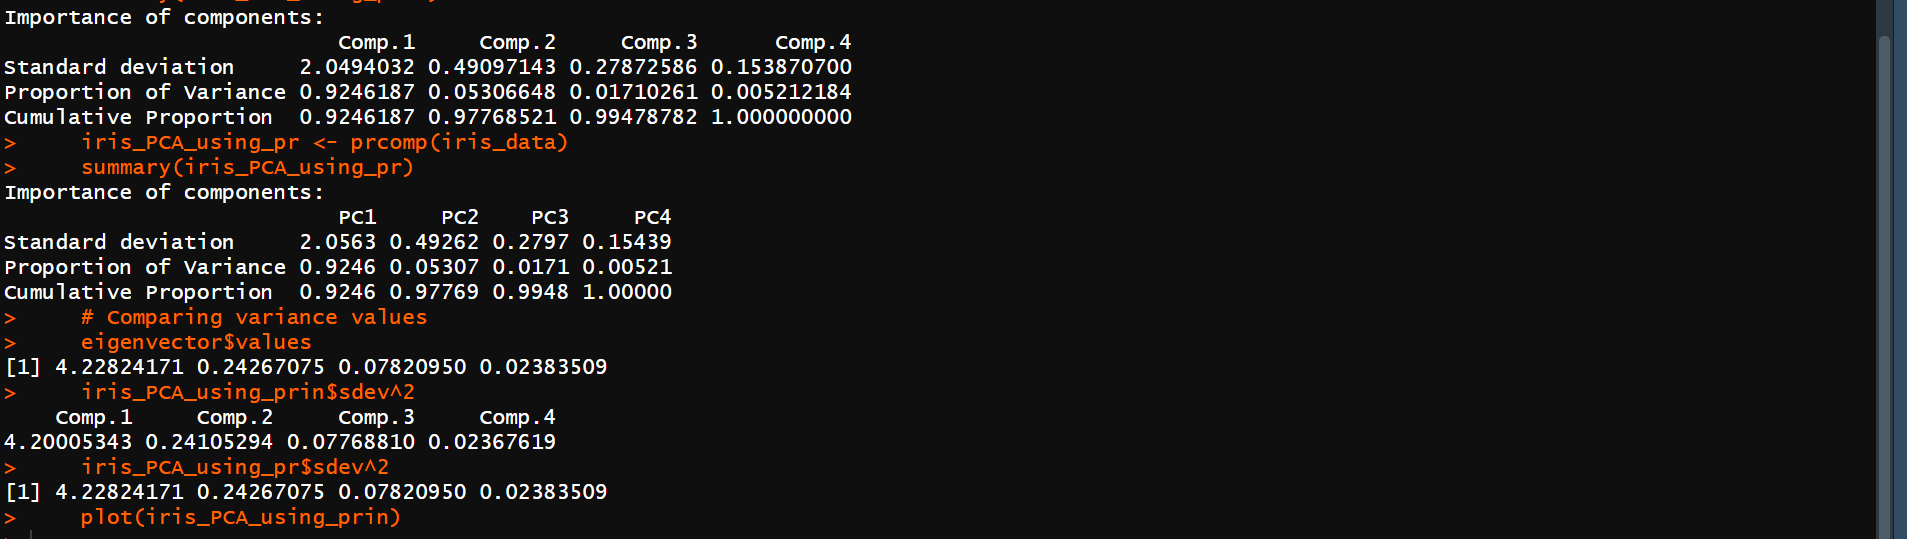 Importance of components:
                          Comp.1     Comp.2     Comp.3      Comp.4
Standard deviation     2.0494032 0.49097143 0.27872586 0.153870700
Proportion of Variance 0.9246187 0.05306648 0.01710261 0.005212184
Cumulative Proportion  0.9246187 0.97768521 0.99478782 1.000000000
>     iris_PCA_using_pr <- prcomp(iris_data)
>     summary(iris_PCA_using_pr)
Importance of components:
                          PC1     PC2    PC3     PC4
Standard deviation     2.0563 0.49262 0.2797 0.15439
Proportion of Variance 0.9246 0.05307 0.0171 0.00521
Cumulative Proportion  0.9246 0.97769 0.9948 1.00000
>     # Comparing variance values
>     eigenvector$values
[1] 4.22824171 0.24267075 0.07820950 0.02383509
>     iris_PCA_using_prin$sdev^2
    Comp.1     Comp.2     Comp.3     Comp.4
4.20005343 0.24105294 0.07768810 0.02367619
>     iris_PCA_using_pr$sdev^2
[1] 4.22824171 0.24267075 0.07820950 0.02383509
>     plot(iris_PCA_using_prin)